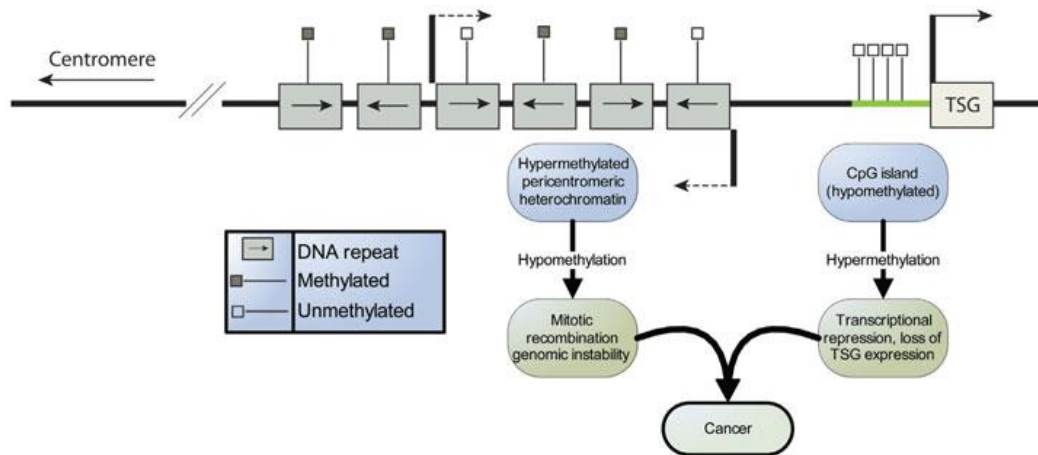 Centromere
TSG
Hypermethylated
pericentromeric
heterochromatin
CpG island
(hypomethylated)
DNA repeat
Methylated
Unmethylated
Hypomethylation
Hypermethylation
Mitotic
recombination
genomic instability
Transcriptional
repression, loss of
TSG expression
Cancer